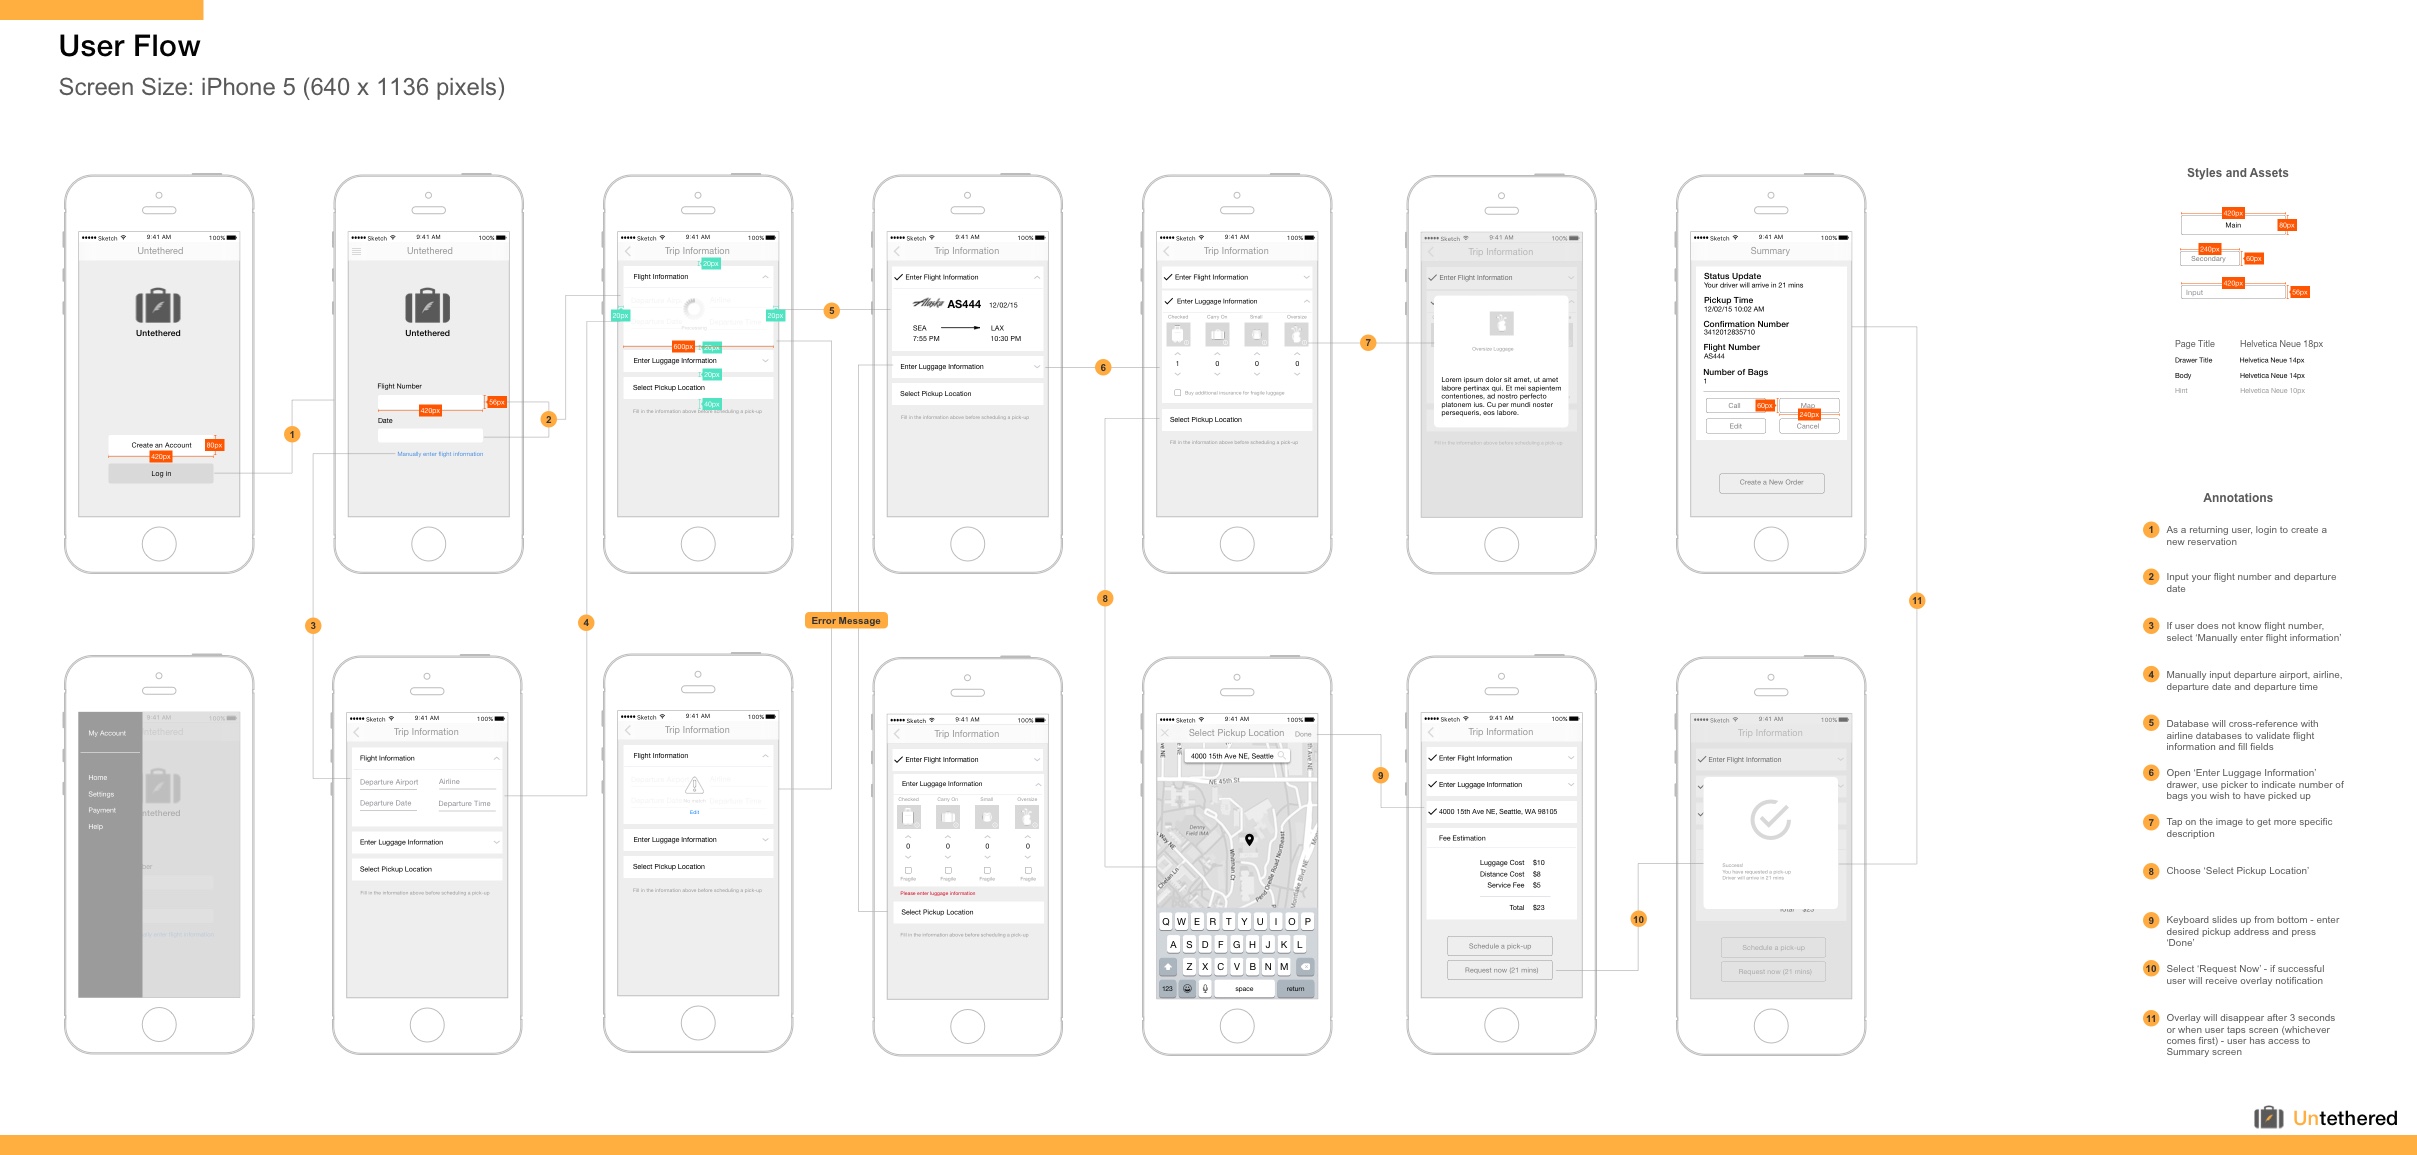 User Flow
Screen Size: iPhone 5 (640 x 1136 pixels)
Sketch 9:41 AM 100%
Untethered
Untethered
Create an Account
80px
420px
Log in
1
Sketch 9:41 AM 100%
Untethered
Untethered
Flight Number
56px
420px
Date
Manually enter flight information
2
Sketch 9:41 AM 100%
Trip Information
20px
Flight Information
20px
20px
Processing
600px
20px
Enter Luggage Information
20px
Select Pickup Location
40px
Fill in the information above before scheduling a pick-up
5
Sketch 9:41 AM 100%
Trip Information
Enter Flight Information
Alaska AS444 12/02/15
SEA LAX
7:55 PM 10:30 PM
Enter Luggage Information
Select Pickup Location
Fill in the information above before scheduling a pick-up
6
Sketch 9:41 AM 100%
Trip Information
Enter Flight Information
Enter Luggage Information
Checked Carry On Small Oversize
1 0 0 0
Buy additional insurance for fragile luggage
Select Pickup Location
Fill in the information above before scheduling a pick-up
7
Sketch 9:41 AM 100%
Trip Information
Enter Flight Information
Oversize Luggage
Lorem ipsum dolor sit amet, ut amet
labore pertinax qui. Et mei sapientem
contentiones, ad nostro perfecto
platonem ius. Cu per mundi noster
persequeris, eos labore.
Fill in the information above before scheduling a pick-up
Sketch 9:41 AM 100%
Summary
Status Update
Your driver will arrive in 21 mins
Pickup Time
12/02/15 10:02 AM
Confirmation Number
3412012835710
Flight Number
AS444
Number of Bags
1
Call 60px Map
240px
Edit Cancel
Create a New Order
3
4
Error Message
8
11
9:41 AM 100%
Untethered
My Account
Home
Settings
Payment
Help
Untethered
Sketch 9:41 AM 100%
Trip Information
Flight Information
Departure Airport Airline
Departure Date Departure Time
Enter Luggage Information
Select Pickup Location
Fill in the information above before scheduling a pick-up
Sketch 9:41 AM 100%
Trip Information
Flight Information
Edit
Enter Luggage Information
Select Pickup Location
Fill in the information above before scheduling a pick-up
Sketch 9:41 AM 100%
Trip Information
Enter Flight Information
Enter Luggage Information
Checked Carry On Small Oversize
0 0 0 0
Fragile Fragile Fragile Fragile
Please enter luggage information
Select Pickup Location
Fill in the information above before scheduling a pick-up
Sketch 9:41 AM 100%
Select Pickup Location Done
4000 15th Ave NE, Seattle
NE 45th St
Denny
Field IMA
Whitman Ct
Pend Oreille Road Northeast
Chelan Ln
Q W E R T Y U I O P
A S D F G H J K L
Z X C V B N M
123 space return
9
Sketch 9:41 AM 100%
Trip Information
Enter Flight Information
Enter Luggage Information
4000 15th Ave NE, Seattle, WA 98105
Fee Estimation
Luggage Cost $10
Distance Cost $8
Service Fee $5
Total $23
Schedule a pick-up
Request now (21 mins)
10
Sketch 9:41 AM 100%
Trip Information
Enter Flight Information
Success!
You have requested a pick-up
Driver will arrive in 21 mins
Total $23
Schedule a pick-up
Request now (21 mins)
Styles and Assets
420px
Main 80px
240px
Secondary 60px
420px
Input 56px
Page Title Helvetica Neue 18px
Drawer Title Helvetica Neue 14px
Body Helvetica Neue 14px
Hint Helvetica Neue 10px
Annotations
1 As a returning user, login to create a
new reservation
2 Input your flight number and departure
date
3 If user does not know flight number,
select ‘Manually enter flight information’
4 Manually input departure airport, airline,
departure date and departure time
5 Database will cross-reference with
airline databases to validate flight
information and fill fields
6 Open ‘Enter Luggage Information’
drawer, use picker to indicate number of
bags you wish to have picked up
7 Tap on the image to get more specific
description
8 Choose ‘Select Pickup Location’
9 Keyboard slides up from bottom - enter
desired pickup address and press
‘Done’
10 Select ‘Request Now’ - if successful
user will receive overlay notification
11 Overlay will disappear after 3 seconds
or when user taps screen (whichever
comes first) - user has access to
Summary screen
Untethered